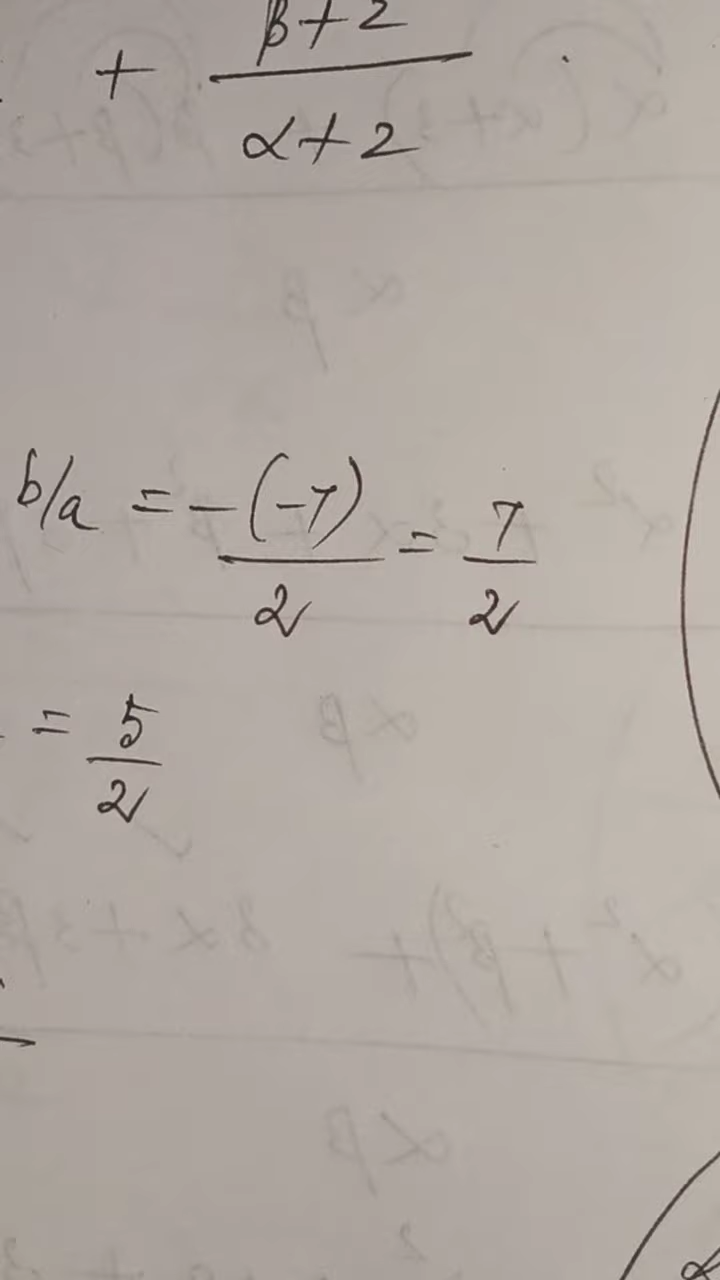 + β+2
α+2
b/a = -(-7)/2 = 7/2
= 5/2